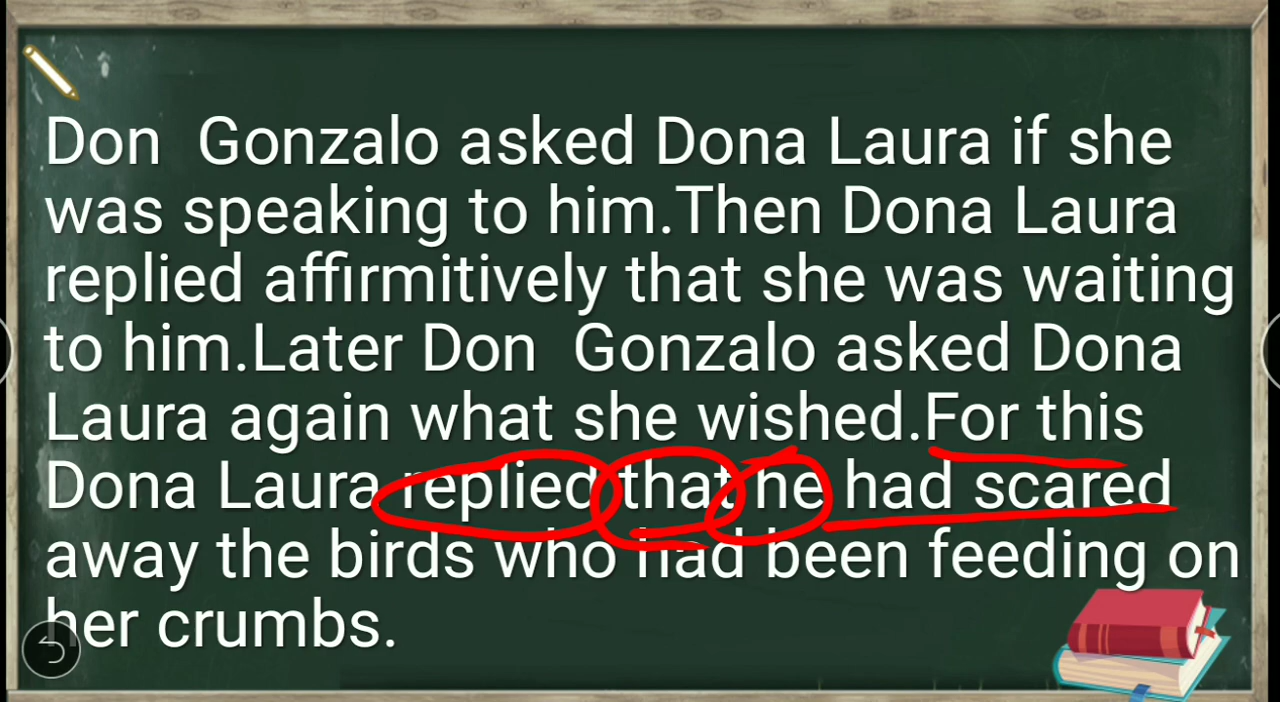 Don Gonzalo asked Dona Laura if she
was speaking to him.Then Dona Laura
replied affirmitively that she was waiting
to him.Later Don Gonzalo asked Dona
Laura again what she wished.For this
Dona Laura replied that he had scared
away the birds who had been feeding on
her crumbs.